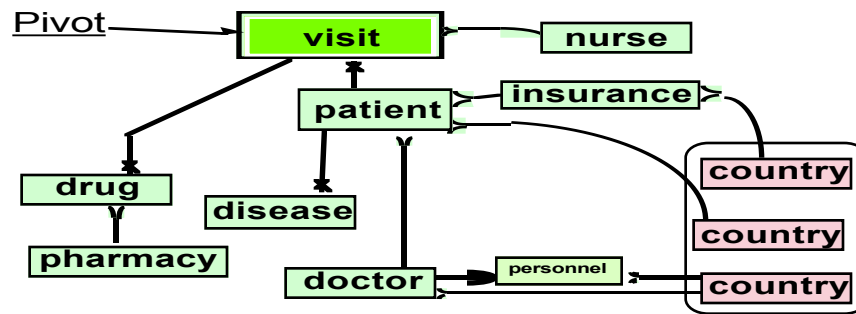 Pivot
visit
nurse
insurance
patient
country
drug
disease
country
pharmacy
doctor
personnel
country